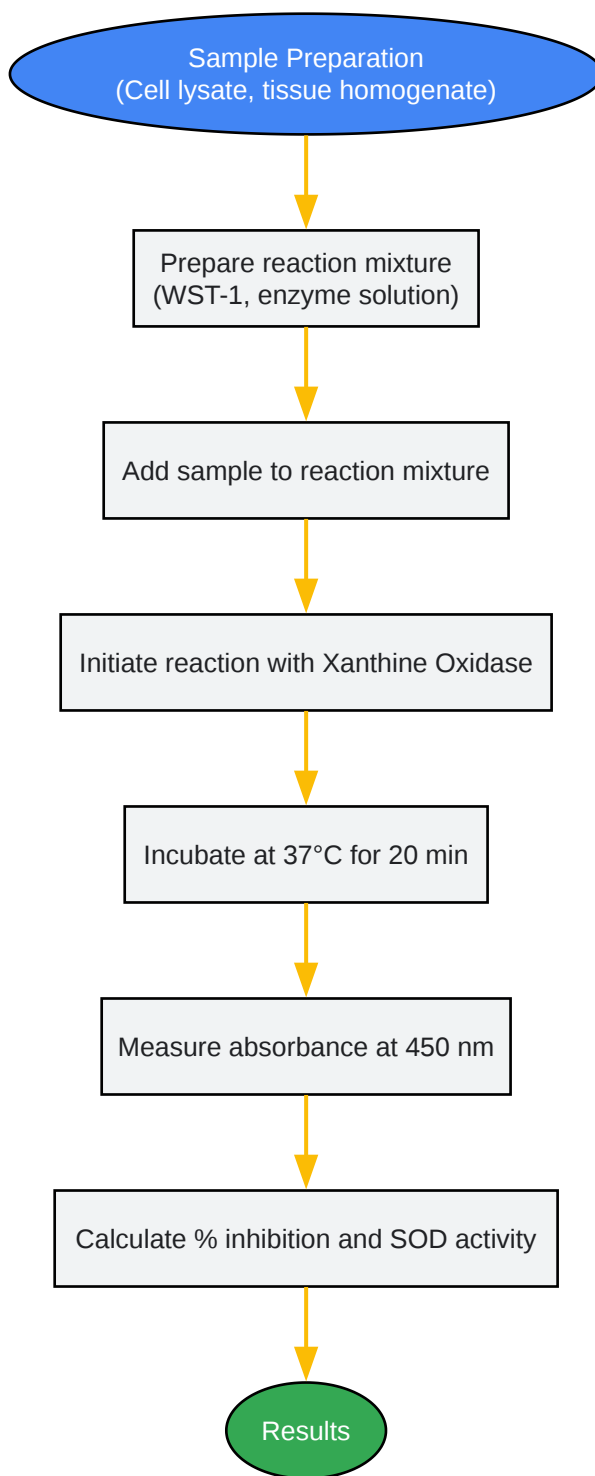 Sample Preparation
(Cell lysate, tissue homogenate)
Prepare reaction mixture
(WST-1, enzyme solution)
Add sample to reaction mixture
Initiate reaction with Xanthine Oxidase
Incubate at 37°C for 20 min
Measure absorbance at 450 nm
Calculate % inhibition and SOD activity
Results